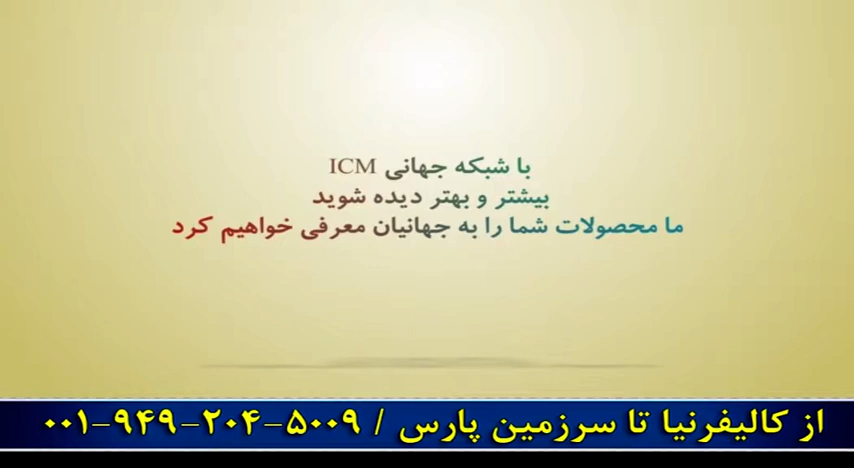 با شبکه جهانی ICM
بیشتر و بهتر دیده شوید
ما محصولات شما را به جهانیان معرفی خواهیم کرد
از کالیفرنیا تا سرزمین پارس / ۰۰۱-۹۴۹-۲۰۴-۵۰۰۹